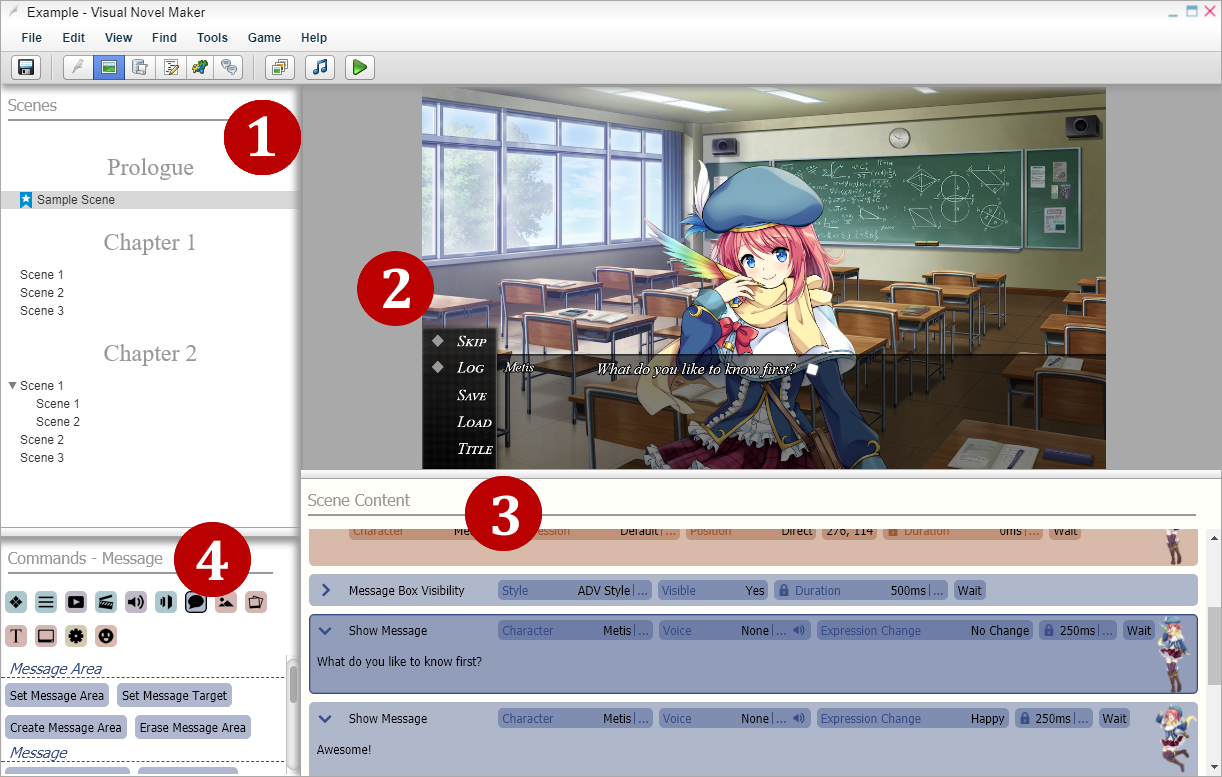 Example - Visual Novel Maker
File Edit View Find Tools Game Help
Scenes
1
Prologue
Sample Scene
Chapter 1
Scene 1
Scene 2
Scene 3
Chapter 2
Scene 1
Scene 1
Scene 2
Scene 2
Scene 3
2
SKIP
LOG
SAVE
LOAD
TITLE
Metis What do you like to know first?
Scene Content
3
Character Default|... Position Direct 276, 114 Duration 0ms|... Wait
Message Box Visibility Style ADV Style|... Visible Yes Duration 500ms|... Wait
Show Message Character Metis|... Voice None|... Expression Change No Change 250ms|... Wait
What do you like to know first?
Show Message Character Metis|... Voice None|... Expression Change Happy 250ms|... Wait
Awesome!
Commands - Message
4
T
Message Area
Set Message Area Set Message Target
Create Message Area Erase Message Area
Message